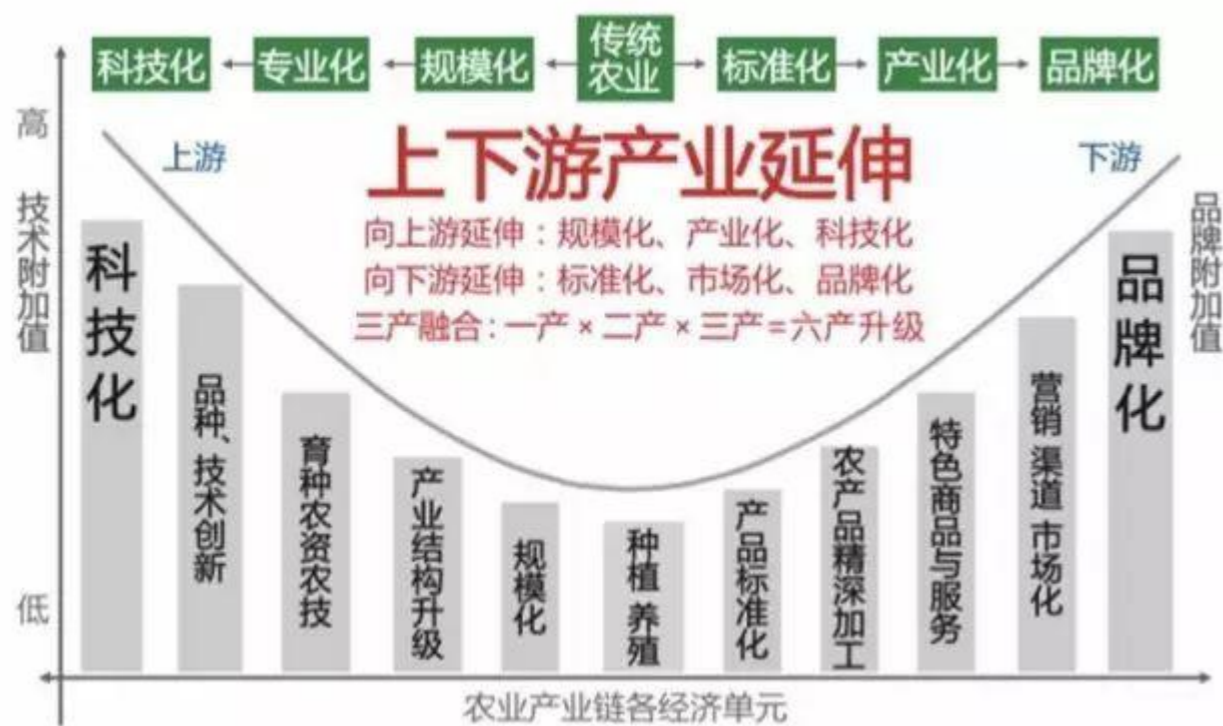 科技化 ← 专业化 ← 规模化 ← 传统农业 → 标准化 → 产业化 → 品牌化
高
上游
上下游产业延伸
下游
技术附加值
品牌附加值
向上游延伸：规模化、产业化、科技化
向下游延伸：标准化、市场化、品牌化
三产融合：一产×二产×三产=六产升级
科技化
品种、技术创新
育种农资农技
产业结构升级
规模化
种植 养殖
产品标准化
农产品精深加工
特色商品与服务
营销 渠道 市场化
品牌化
低
农业产业链各经济单元